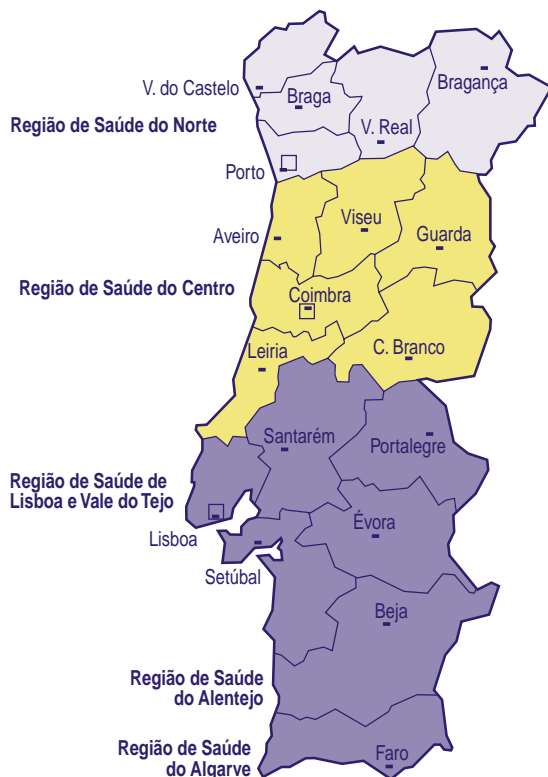 Bragança
V. do Castelo
Braga
Região de Saúde do Norte
V. Real
Porto
Viseu
Aveiro
Guarda
Região de Saúde do Centro
Coimbra
Leiria
C. Branco
Santarém
Portalegre
Região de Saúde de
Lisboa e Vale do Tejo
Évora
Lisboa
Setúbal
Beja
Região de Saúde
do Alentejo
Região de Saúde
do Algarve
Faro